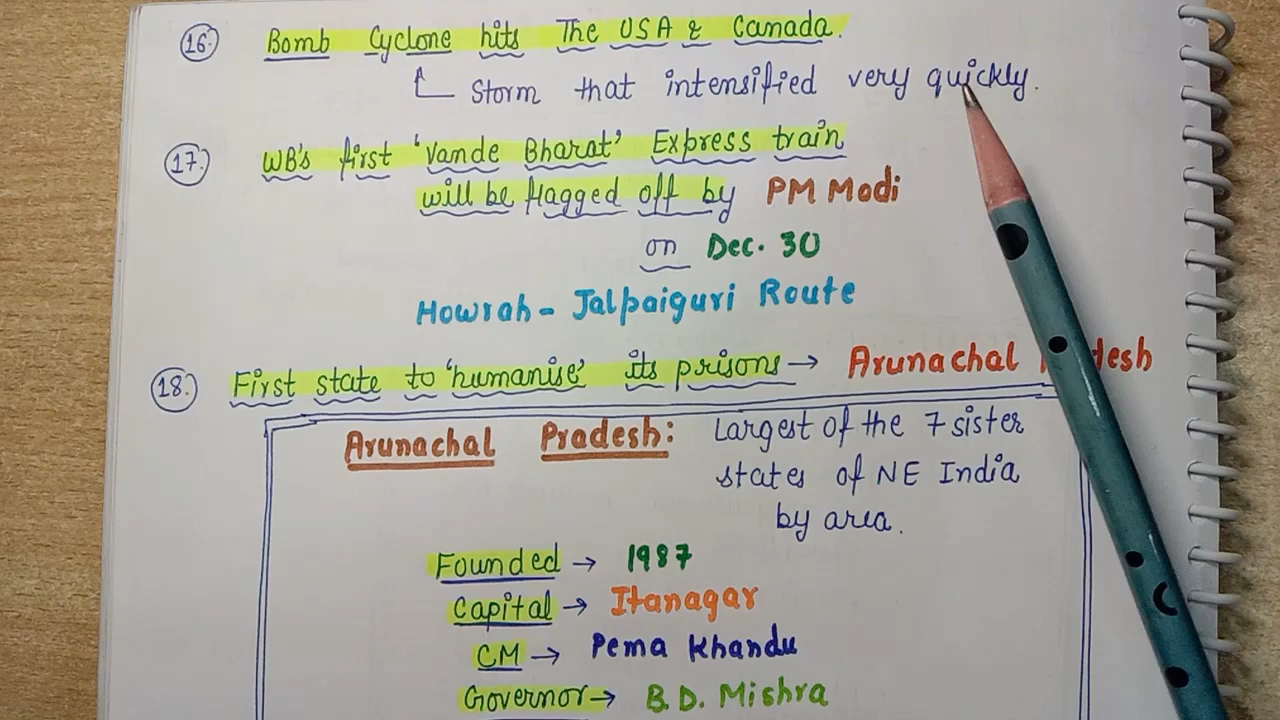 16. Bomb Cyclone hits The USA & Canada.
Storm that intensified very quickly.
17. WB's first 'Vande Bharat' Express train
will be flagged off by PM Modi
on Dec. 30
Howrah - Jalpaiguri Route
18. First state to 'humanise' its prisons → Arunachal
Arunachal Pradesh: Largest of the 7 sister
states of NE India
by area.
Founded → 1987
Capital → Itanagar
CM → Pema Khandu
Governor → B.D. Mishra